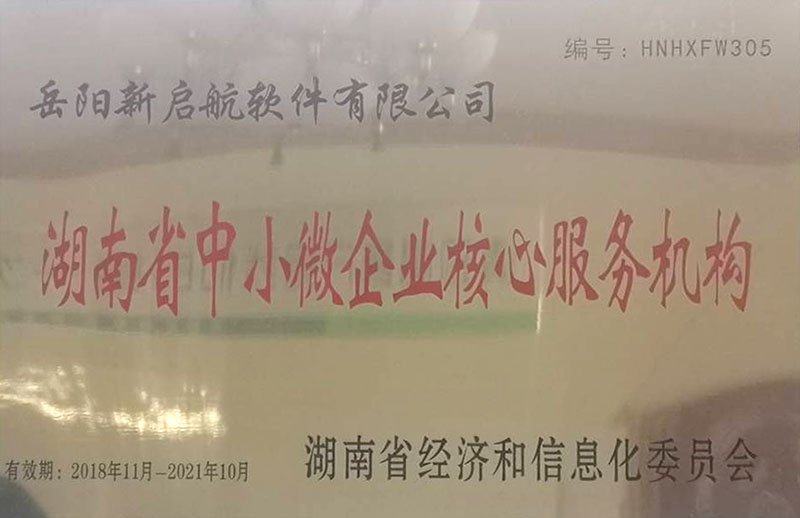 编号：HNHXFW305
岳阳新启航软件有限公司
湖南省中小微企业核心服务机构
有效期：2018年11月-2021年10月
湖南省经济和信息化委员会